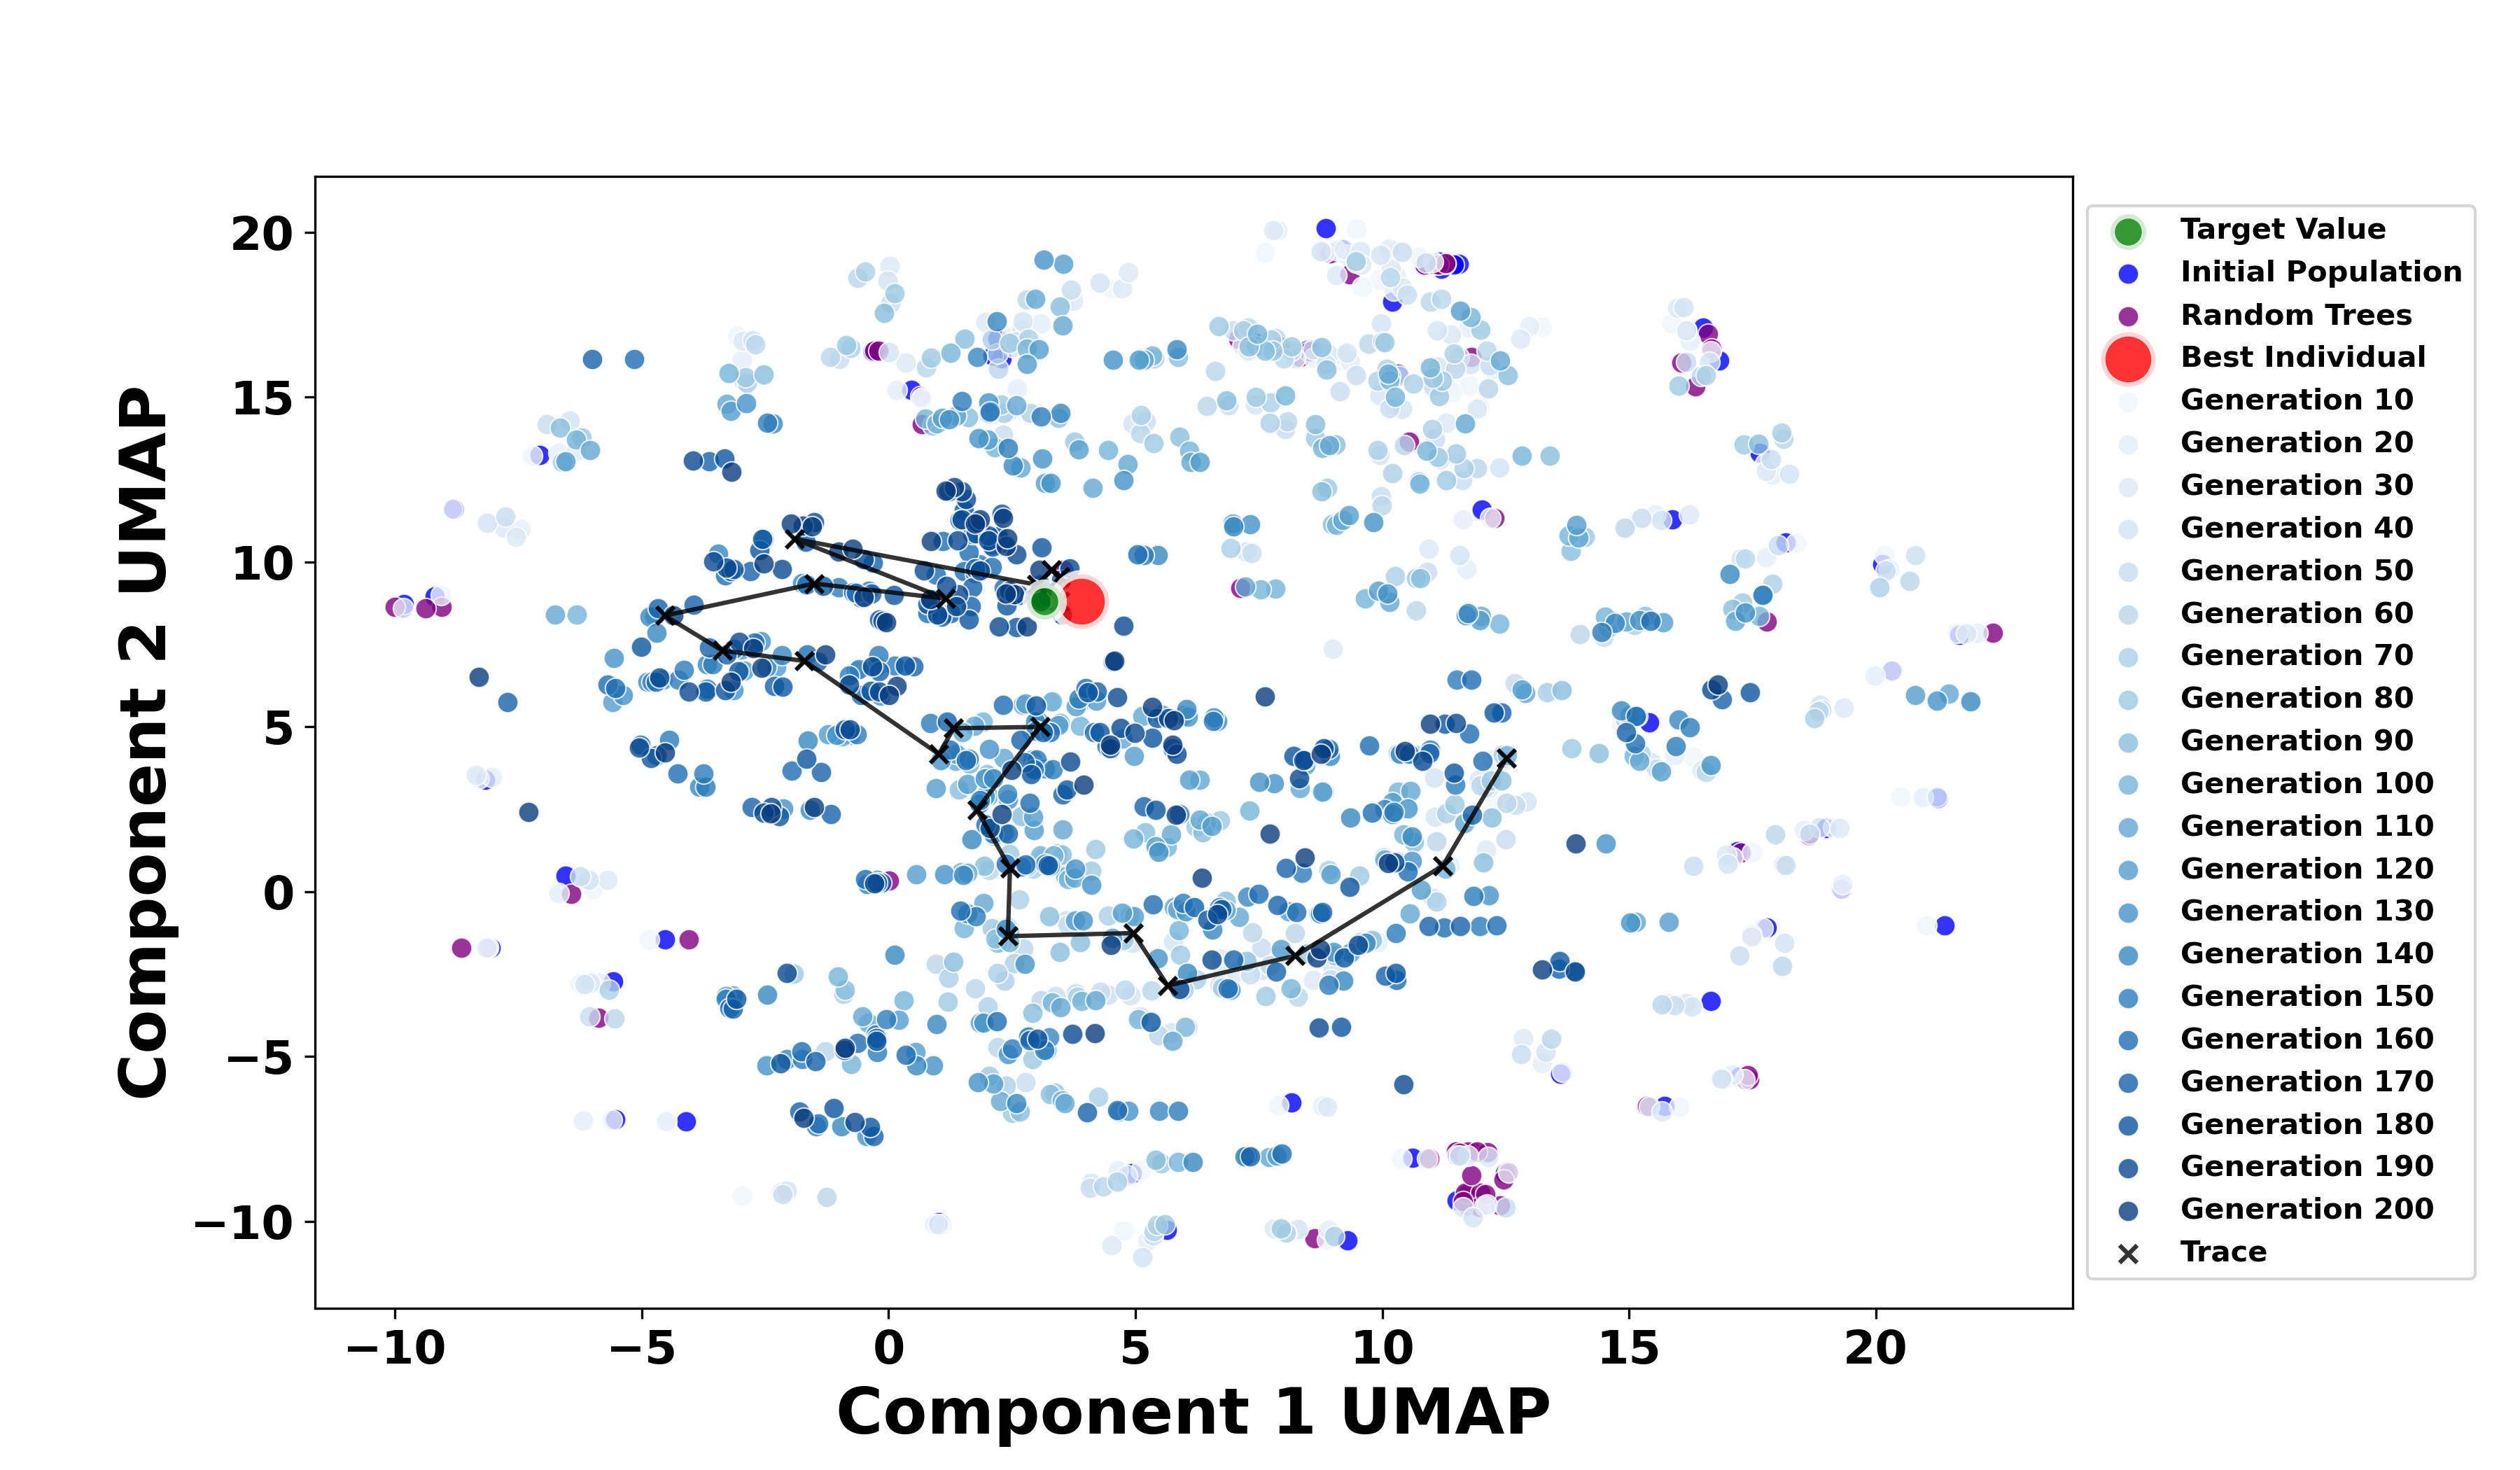 Component 2 UMAP
20
15
10
5
0
−5
−10
−10
−5
0
5
10
15
20
Component 1 UMAP
Target Value
Initial Population
Random Trees
Best Individual
Generation 10
Generation 20
Generation 30
Generation 40
Generation 50
Generation 60
Generation 70
Generation 80
Generation 90
Generation 100
Generation 110
Generation 120
Generation 130
Generation 140
Generation 150
Generation 160
Generation 170
Generation 180
Generation 190
Generation 200
Trace